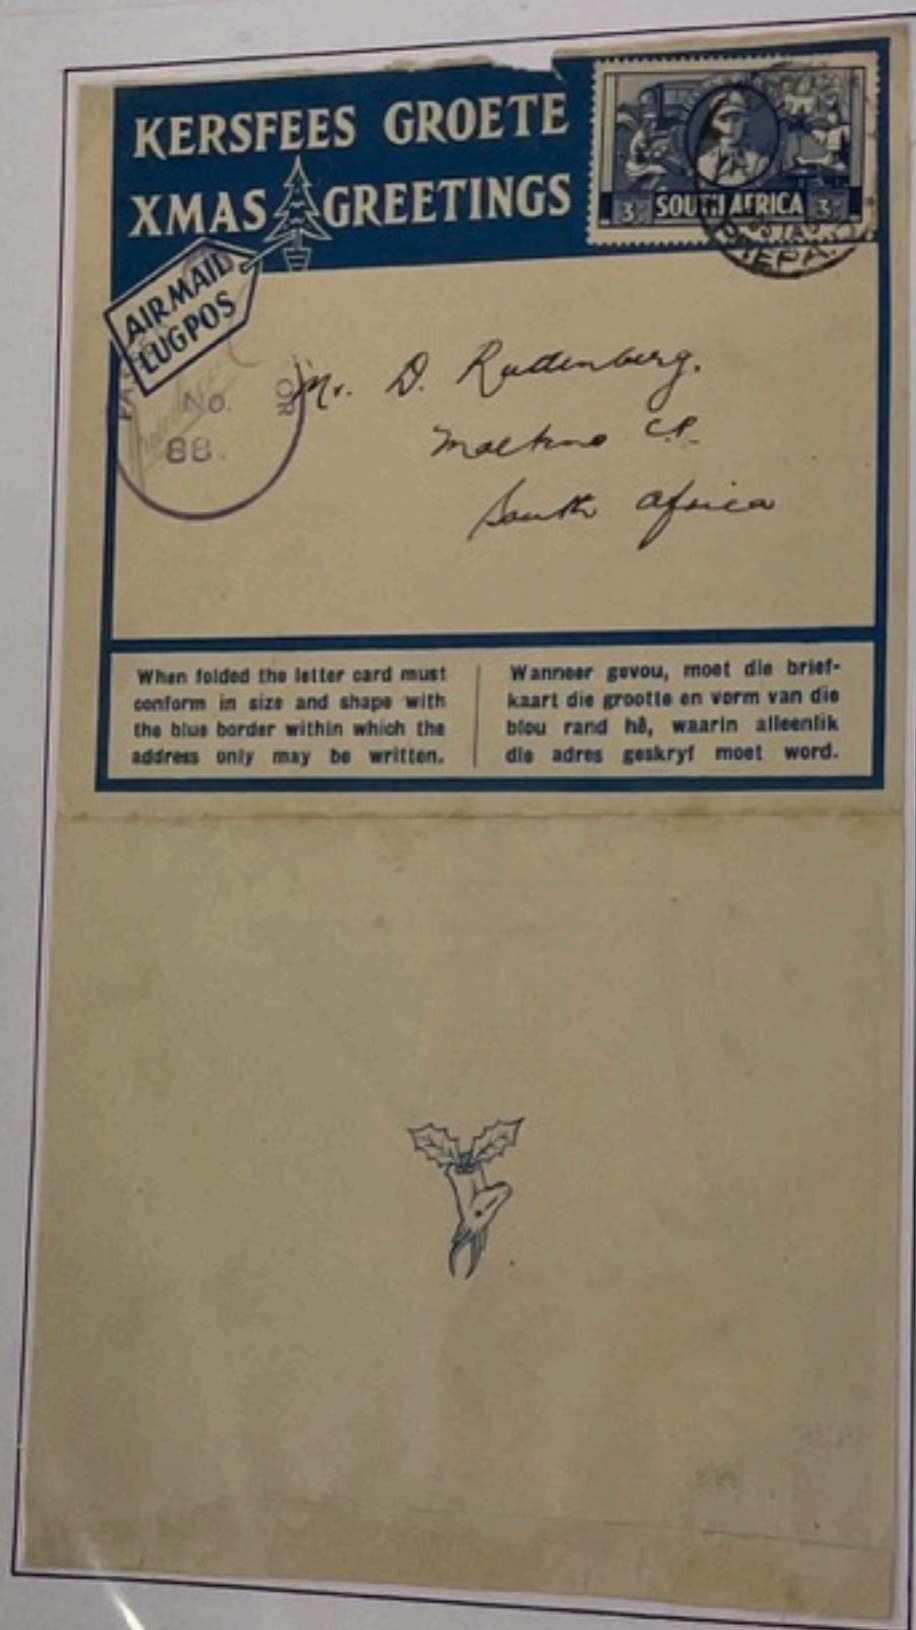 KERSFEES GROETE
XMAS GREETINGS
3D SOUTH AFRICA 3D
AIR MAIL
LUGPOS
PAS OR
No.
88.
Mr. D. Ruttenberg.
Molteno C.P.
South Africa
When folded the letter card must
conform in size and shape with
the blue border within which the
address only may be written.
Wanneer gevou, moet die brief-
kaart die grootte en vorm van die
blou rand hê, waarin alleenlik
die adres geskryf moet word.